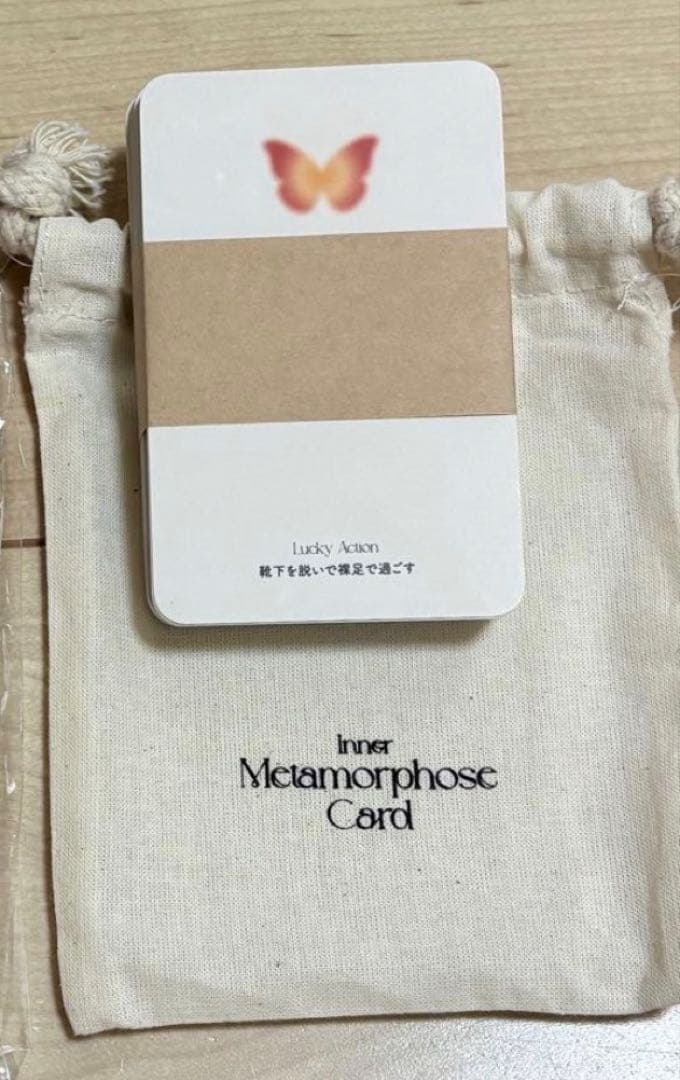 Lucky Action
靴下を脱いで裸足で過ごす
Inner
Metamorphose
Card